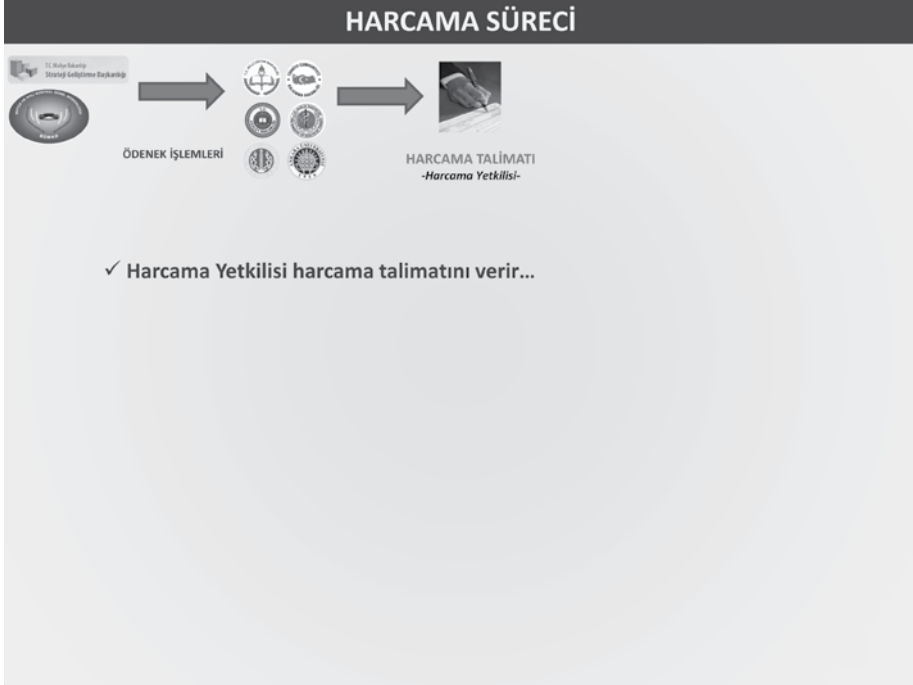 HARCAMA SÜRECİ
T.C. Maliye Bakanlığı
Strateji Geliştirme Başkanlığı
ÖDENEK İŞLEMLERİ
HARCAMA TALİMATI
-Harcama Yetkilisi-
✓ Harcama Yetkilisi harcama talimatını verir...